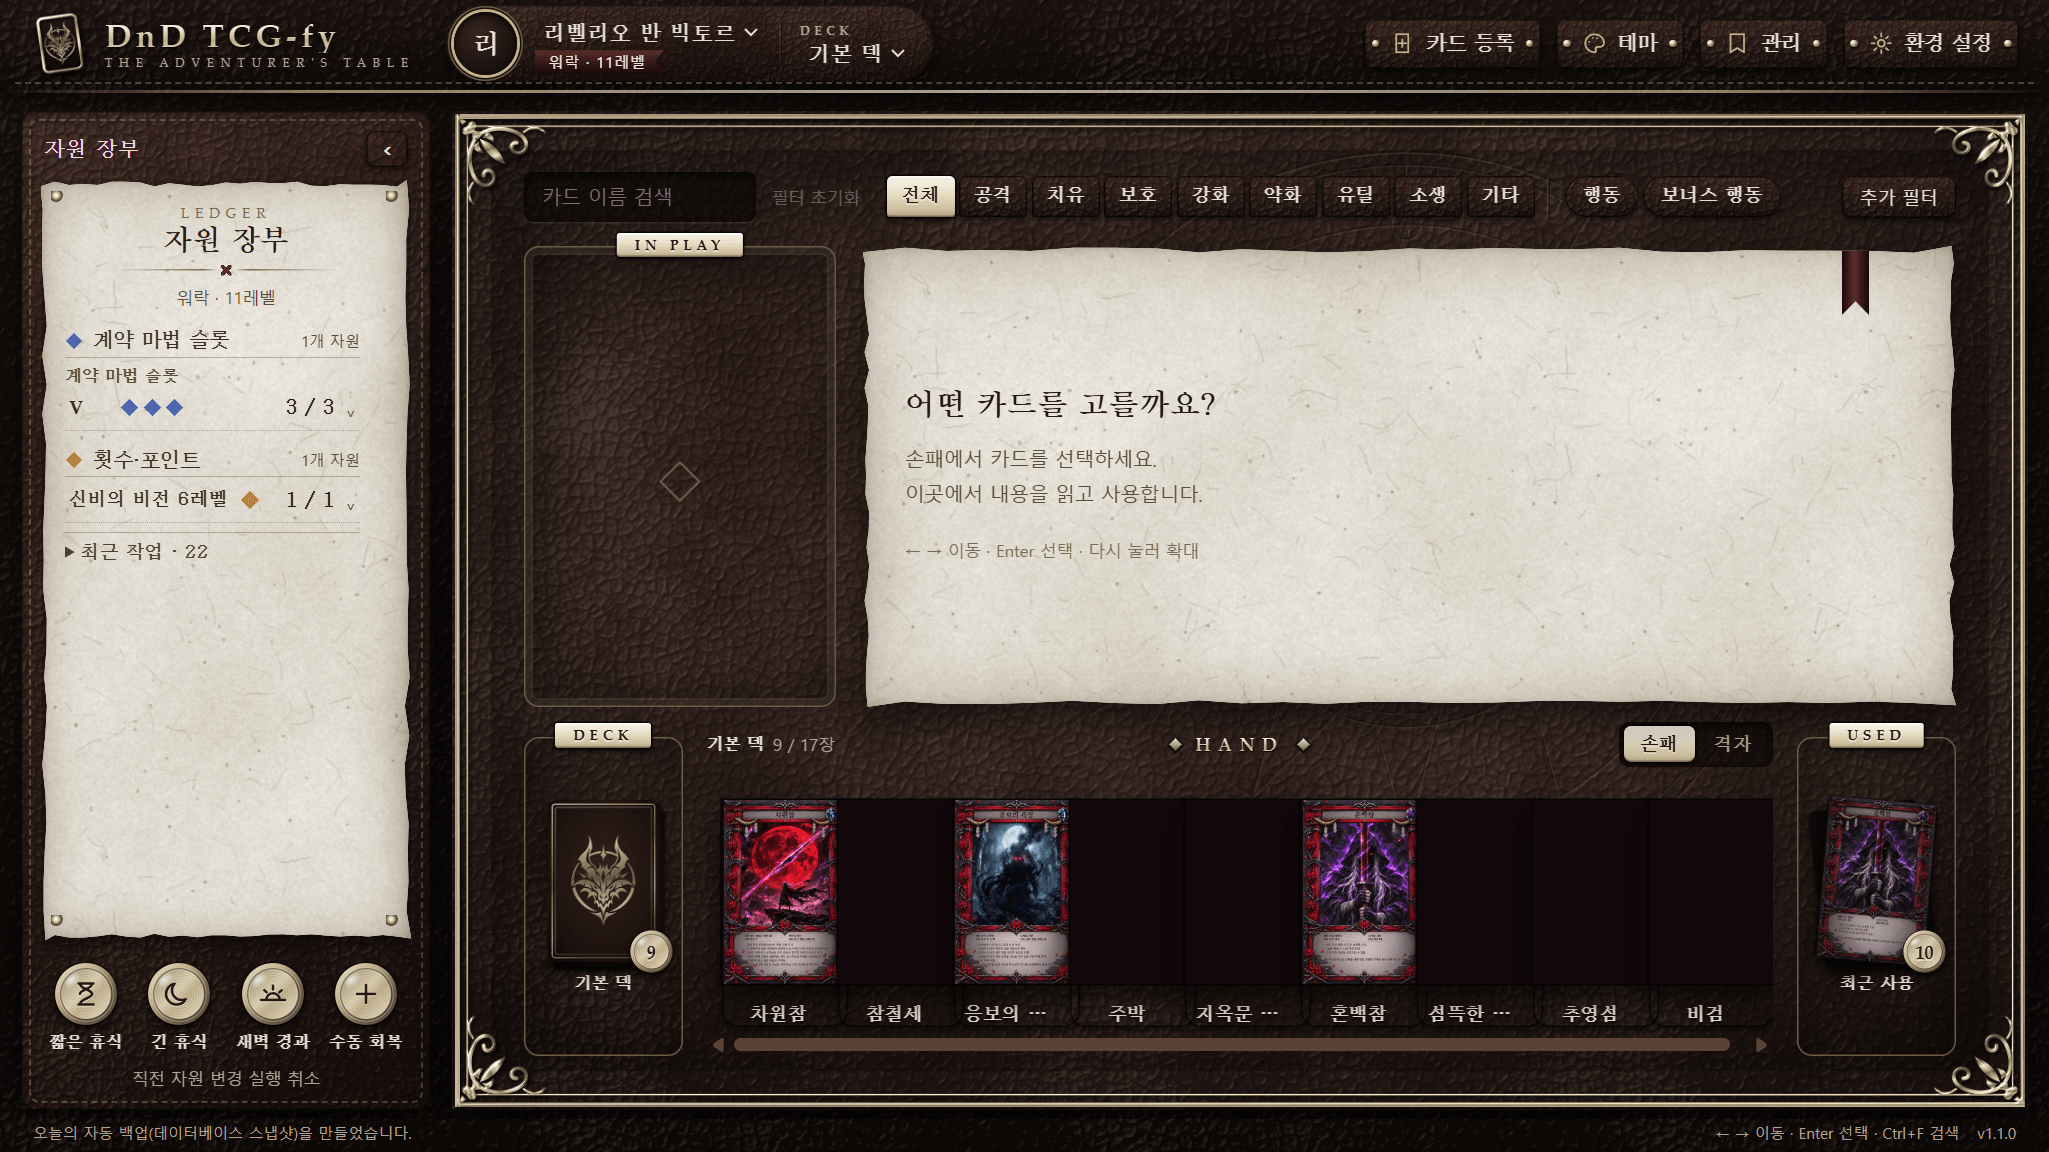 DnD TCG-fy
THE ADVENTURER'S TABLE
리
리벨리오 반 빅토르
워락 · 11레벨
DECK
기본 덱
카드 등록
테마
관리
환경 설정
자원 장부
LEDGER
자원 장부
워락 · 11레벨
계약 마법 슬롯 1개 자원
계약 마법 슬롯
V 3 / 3
횟수·포인트 1개 자원
신비의 비전 6레벨 1 / 1
▶ 최근 작업 · 22
짧은 휴식
긴 휴식
새벽 경과
수동 회복
직전 자원 변경 실행 취소
카드 이름 검색
필터 초기화
전체
공격
치유
보호
강화
약화
유틸
소생
기타
행동
보너스 행동
추가 필터
IN PLAY
어떤 카드를 고를까요?
손패에서 카드를 선택하세요.
이곳에서 내용을 읽고 사용합니다.
← → 이동 · Enter 선택 · 다시 눌러 확대
DECK
9
기본 덱
기본 덱 9 / 17장
HAND
손패
격자
차원참
참철세
응보의 ···
주박
지옥문 ···
혼백참
섬뜩한 ···
추영섬
비검
USED
10
최근 사용
오늘의 자동 백업(데이터베이스 스냅샷)을 만들었습니다.
← → 이동 · Enter 선택 · Ctrl+F 검색 v1.1.0